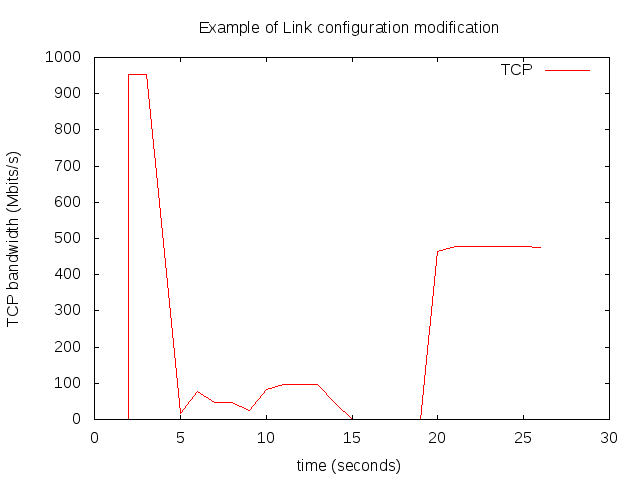 Example of Link configuration modification
TCP
TCP bandwidth (Mbits/s)
1000
900
800
700
600
500
400
300
200
100
0
0 5 10 15 20 25 30
time (seconds)